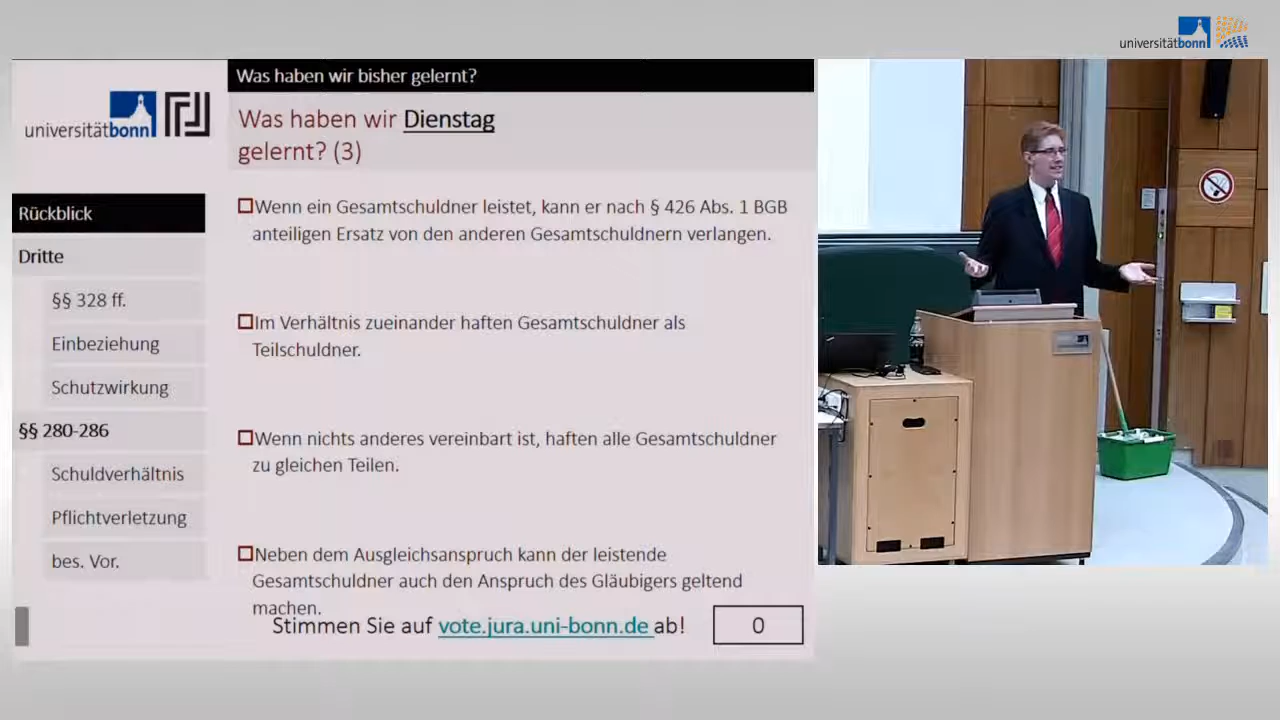 universitätbonn
Was haben wir bisher gelernt?
universitätbonn
Was haben wir Dienstag
gelernt? (3)
Rückblick
Dritte
§§ 328 ff.
Einbeziehung
Schutzwirkung
§§ 280-286
Schuldverhältnis
Pflichtverletzung
bes. Vor.
Wenn ein Gesamtschuldner leistet, kann er nach § 426 Abs. 1 BGB
anteiligen Ersatz von den anderen Gesamtschuldnern verlangen.
Im Verhältnis zueinander haften Gesamtschuldner als
Teilschuldner.
Wenn nichts anderes vereinbart ist, haften alle Gesamtschuldner
zu gleichen Teilen.
Neben dem Ausgleichsanspruch kann der leistende
Gesamtschuldner auch den Anspruch des Gläubigers geltend
machen.
Stimmen Sie auf vote.jura.uni-bonn.de ab!
0